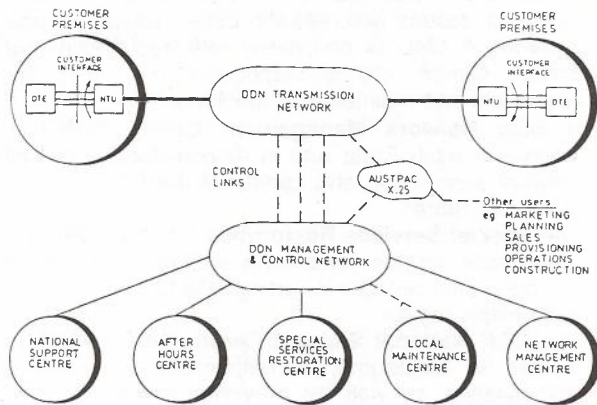 CUSTOMER
PREMISES
CUSTOMER
INTERFACE
DTE
NTU
DDN TRANSMISSION
NETWORK
CUSTOMER
PREMISES
CUSTOMER
INTERFACE
NTU
DTE
CONTROL
LINKS
AUSTPAC
X.25
Other users
eg MARKETING
PLANNING
SALES
PROVISIONING
OPERATIONS
CONSTRUCTION
DDN MANAGEMENT
& CONTROL NETWORK
NATIONAL
SUPPORT
CENTRE
AFTER
HOURS
CENTRE
SPECIAL
SERVICES
RESTORATION
CENTRE
LOCAL
MAINTENANCE
CENTRE
NETWORK
MANAGEMENT
CENTRE